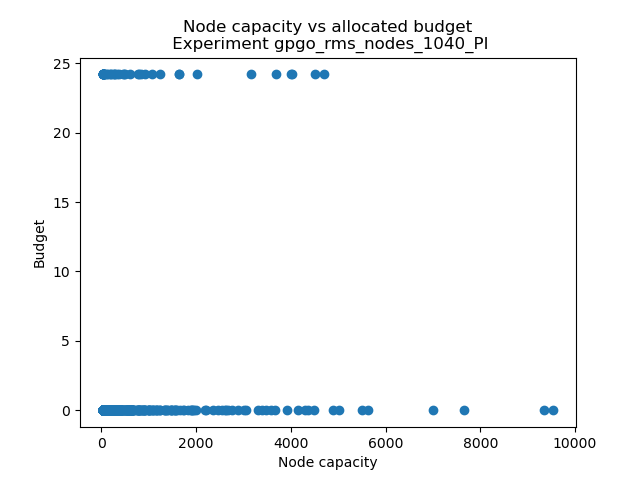 Node capacity vs allocated budget
Experiment gpgo_rms_nodes_1040_PI
25
20
15
10
5
0
Budget
0 2000 4000 6000 8000 10000
Node capacity